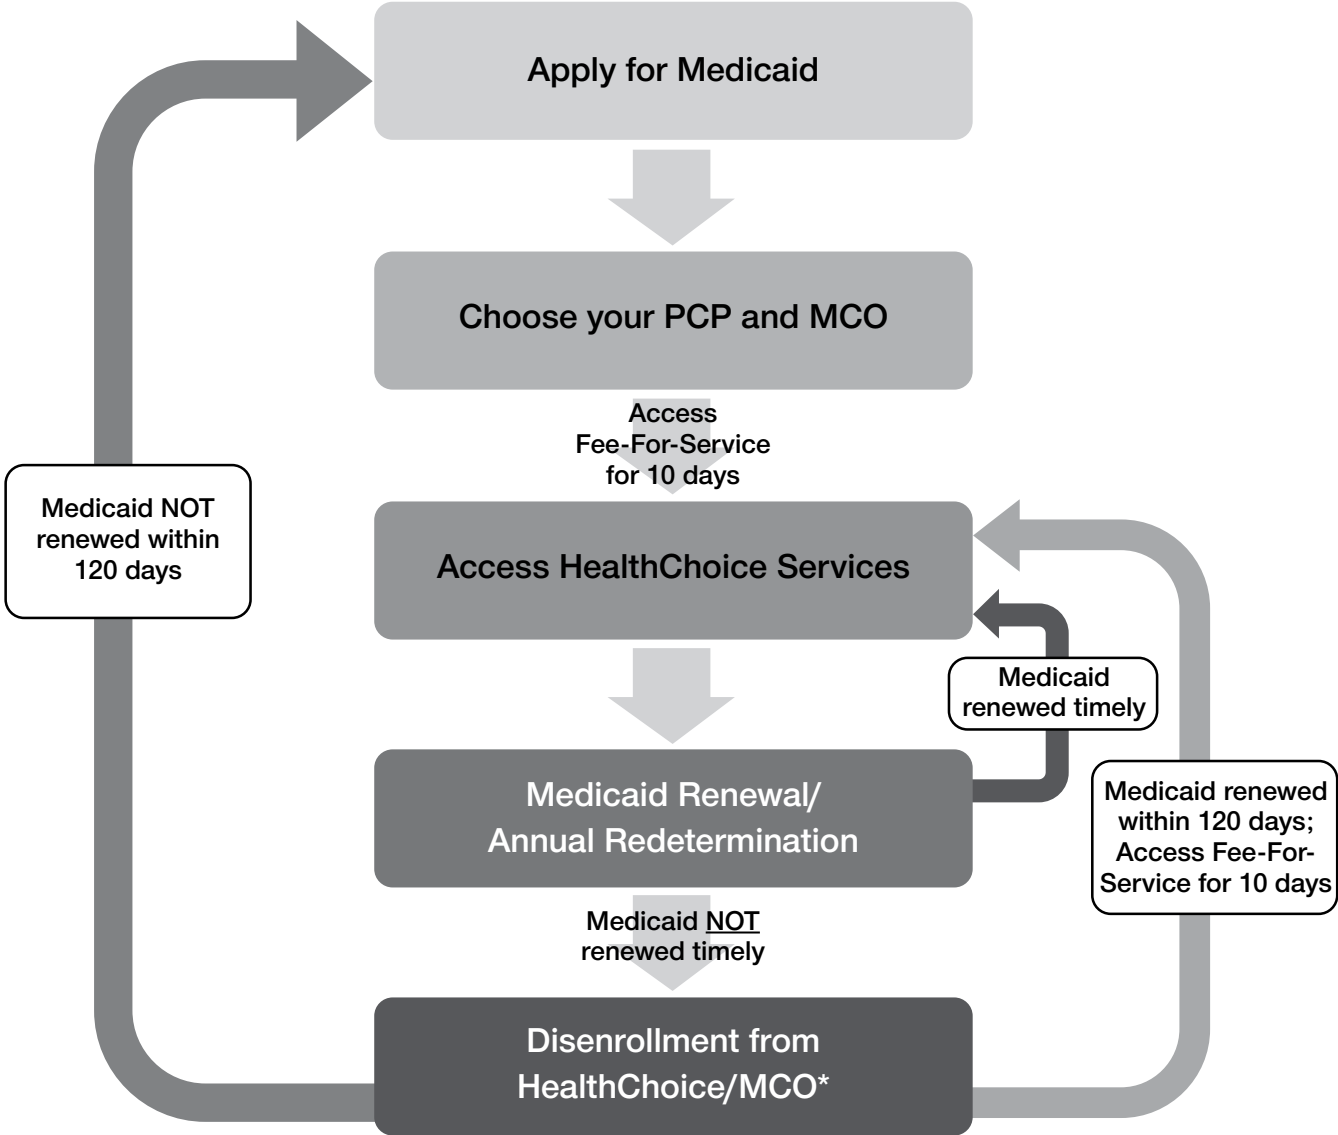 Apply for Medicaid
Choose your PCP and MCO
Access
Fee-For-Service
for 10 days
Medicaid NOT
renewed within
120 days
Access HealthChoice Services
Medicaid
renewed timely
Medicaid Renewal/
Annual Redetermination
Medicaid renewed
within 120 days;
Access Fee-For-
Service for 10 days
Medicaid NOT
renewed timely
Disenrollment from
HealthChoice/MCO*